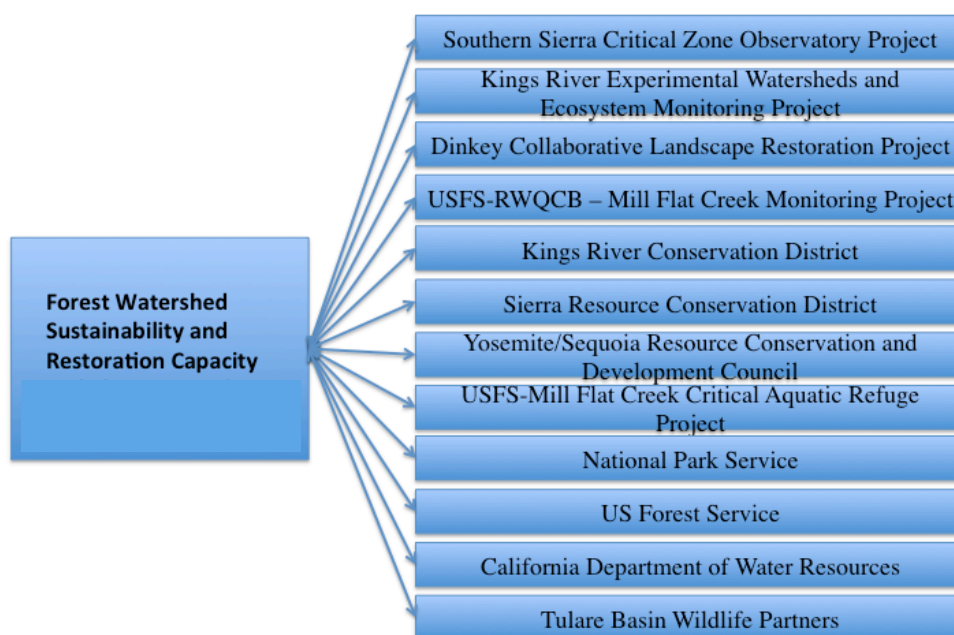 Southern Sierra Critical Zone Observatory Project
Kings River Experimental Watersheds and
Ecosystem Monitoring Project
Dinkey Collaborative Landscape Restoration Project
USFS-RWQCB – Mill Flat Creek Monitoring Project
Kings River Conservation District
Forest Watershed
Sustainability and
Restoration Capacity
Sierra Resource Conservation District
Yosemite/Sequoia Resource Conservation and
Development Council
USFS-Mill Flat Creek Critical Aquatic Refuge
Project
National Park Service
US Forest Service
California Department of Water Resources
Tulare Basin Wildlife Partners